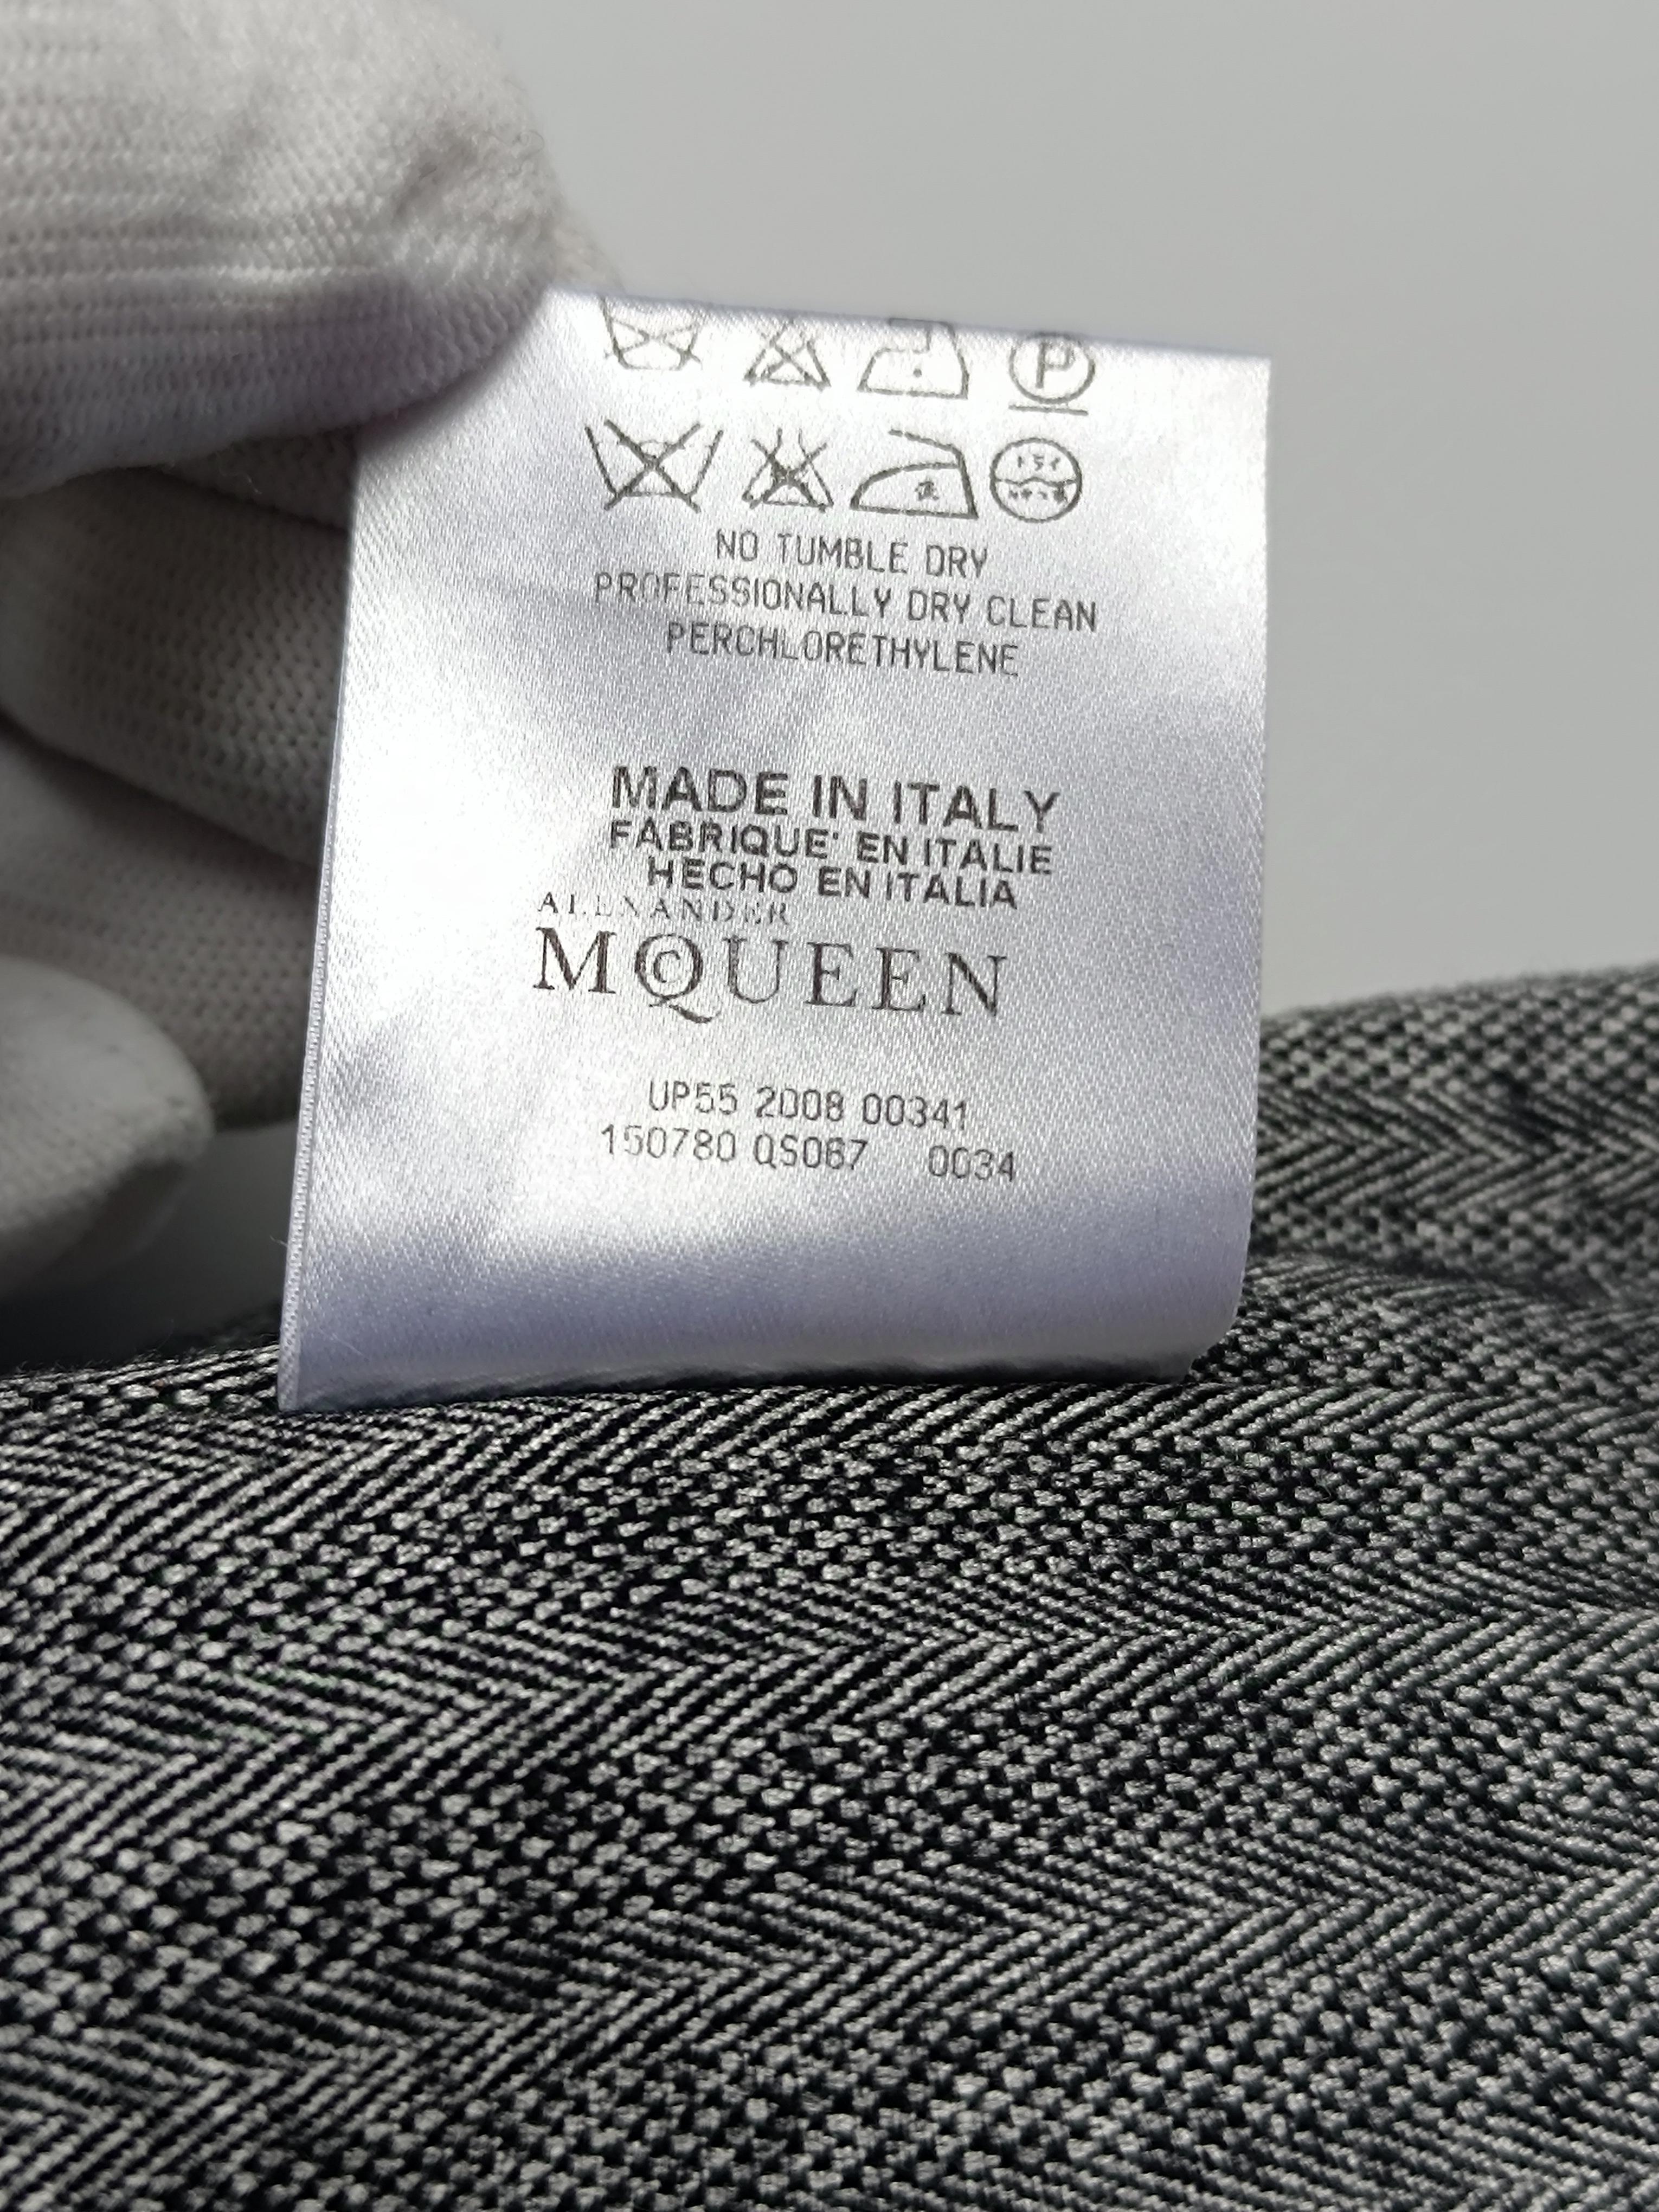 P
NO TUMBLE DRY
PROFESSIONALLY DRY CLEAN
PERCHLORETHYLENE
MADE IN ITALY
FABRIQUE' EN ITALIE
HECHO EN ITALIA
ALEXANDER
MCQUEEN
UP55 2008 00341
150780 QS067 0034